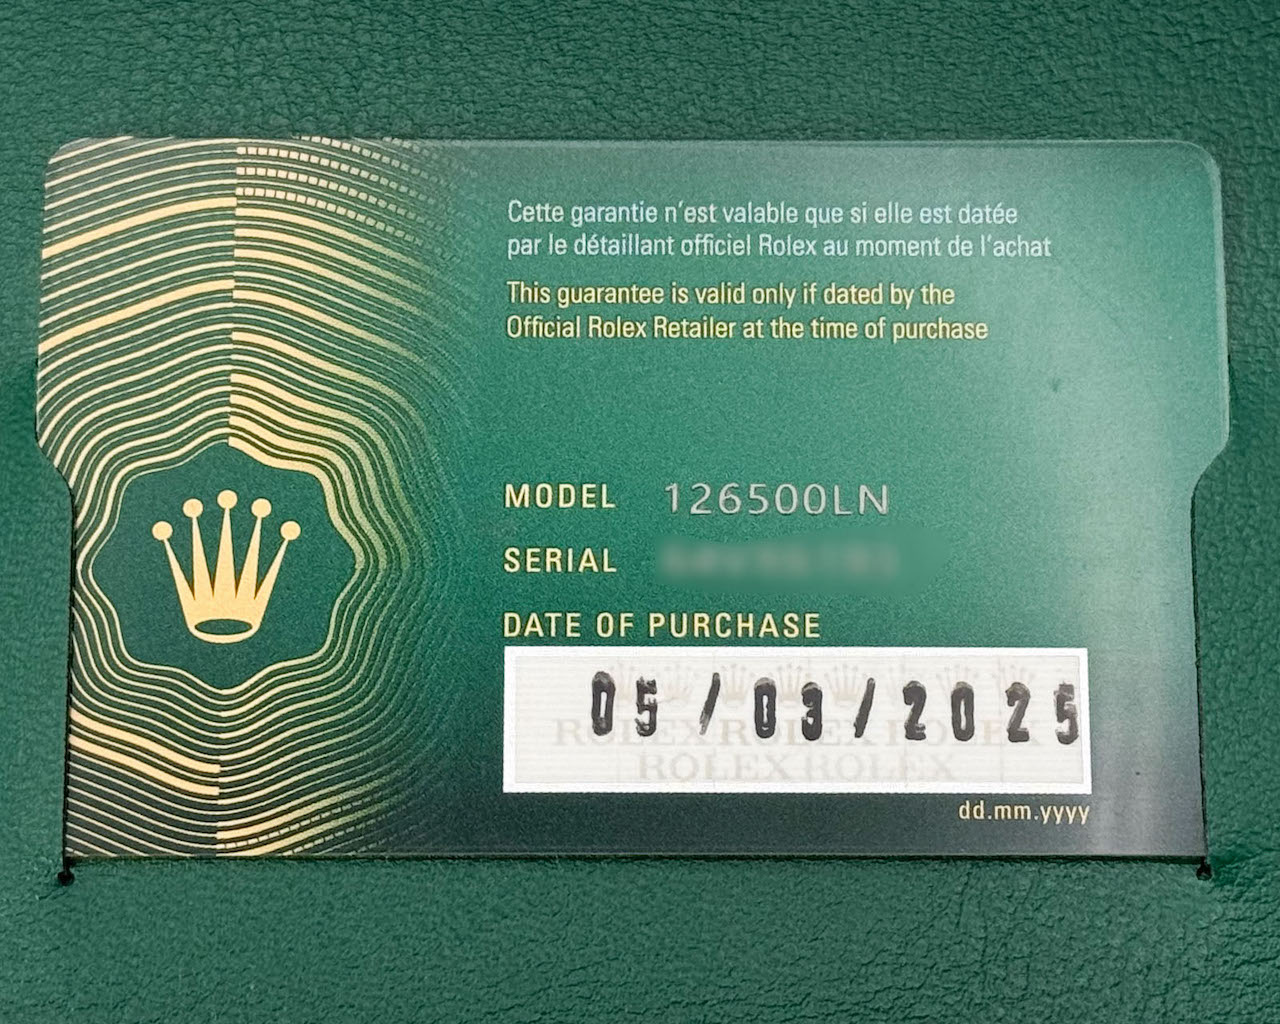 Cette garantie n'est valable que si elle est datée
par le détaillant officiel Rolex au moment de l'achat
This guarantee is valid only if dated by the
Official Rolex Retailer at the time of purchase
MODEL 126500LN
SERIAL
DATE OF PURCHASE
05/03/2025
ROLEX ROLEX ROLEX
ROLEX ROLEX
dd.mm.yyyy